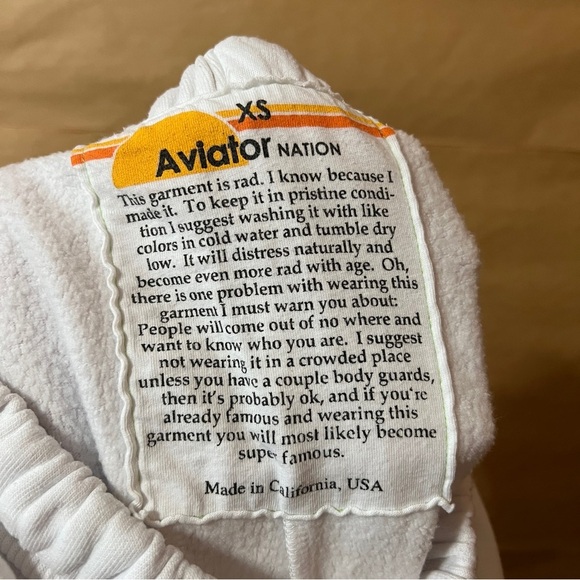 XS
Aviator NATION
This garment is rad. I know because I
made it. To keep it in pristine condi-
tion I suggest washing it with like
colors in cold water and tumble dry
low. It will distress naturally and
become even more rad with age. Oh,
there is one problem with wearing this
garment I must warn you about:
People will come out of no where and
want to know who you are. I suggest
not wearing it in a crowded place
unless you have a couple body guards,
then it's probably ok, and if you're
already famous and wearing this
garment you will most likely become
super famous.
Made in California, USA